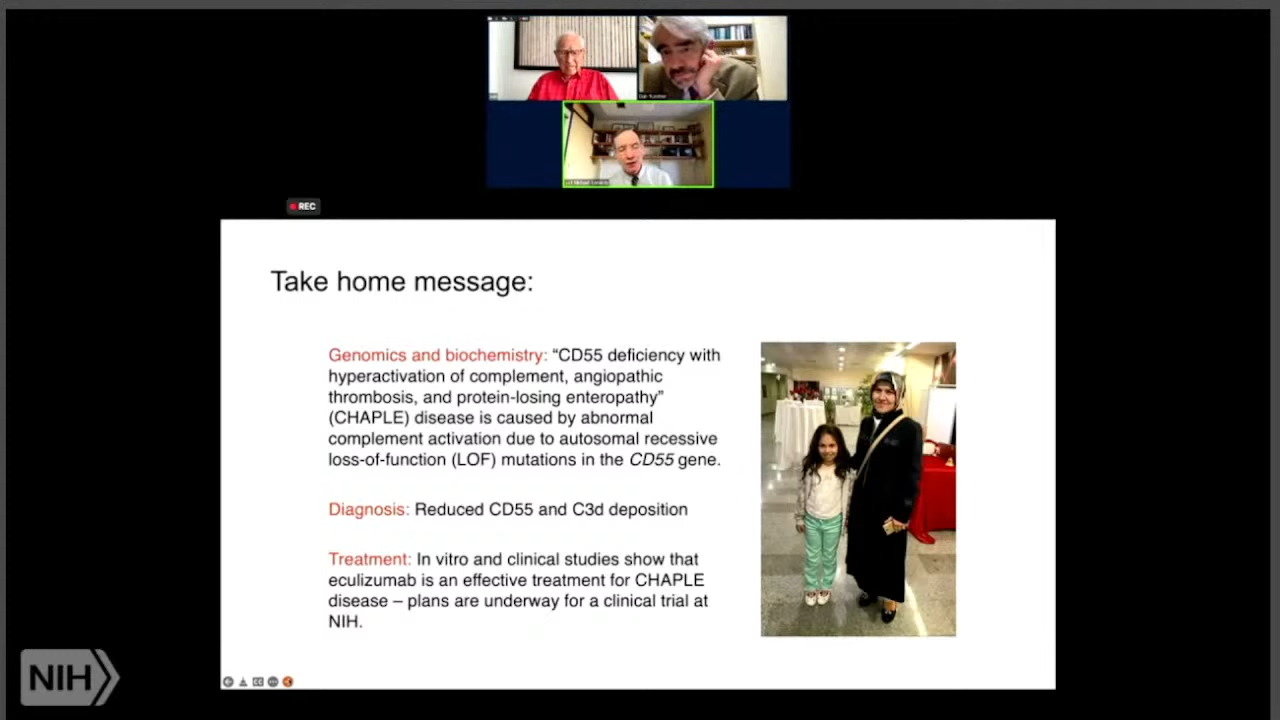 REC
Take home message:
Genomics and biochemistry: “CD55 deficiency with
hyperactivation of complement, angiopathic
thrombosis, and protein-losing enteropathy”
(CHAPLE) disease is caused by abnormal
complement activation due to autosomal recessive
loss-of-function (LOF) mutations in the CD55 gene.
Diagnosis: Reduced CD55 and C3d deposition
Treatment: In vitro and clinical studies show that
eculizumab is an effective treatment for CHAPLE
disease – plans are underway for a clinical trial at
NIH.
NIH